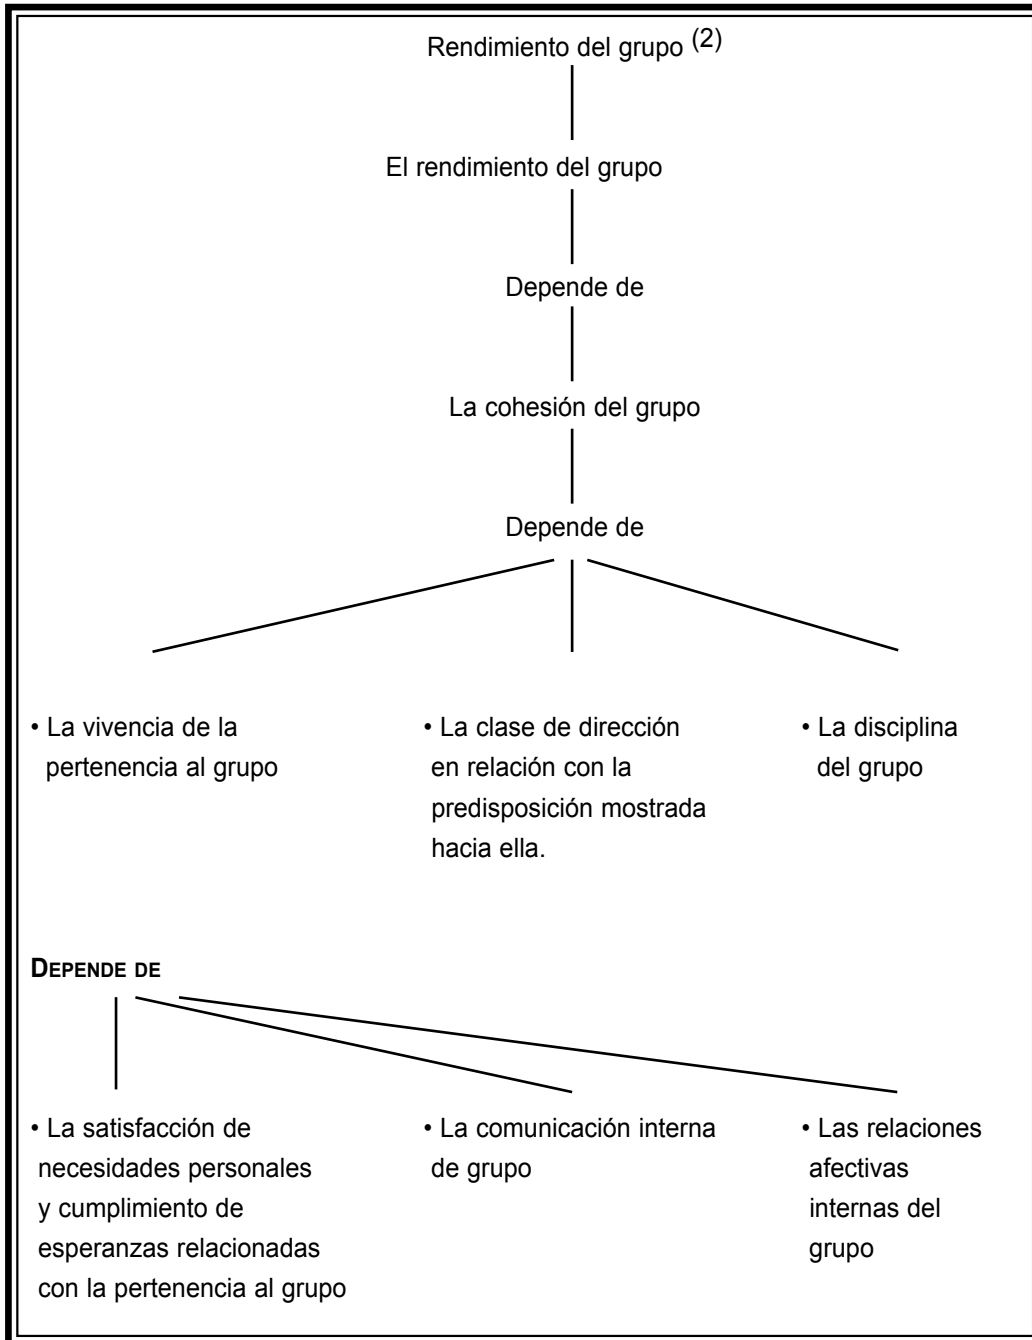 Rendimiento del grupo (2)
El rendimiento del grupo
Depende de
La cohesión del grupo
Depende de
• La vivencia de la
pertenencia al grupo
• La clase de dirección
en relación con la
predisposición mostrada
hacia ella.
• La disciplina
del grupo
DEPENDE DE
• La satisfacción de
necesidades personales
y cumplimiento de
esperanzas relacionadas
con la pertenencia al grupo
• La comunicación interna
de grupo
• Las relaciones
afectivas
internas del
grupo